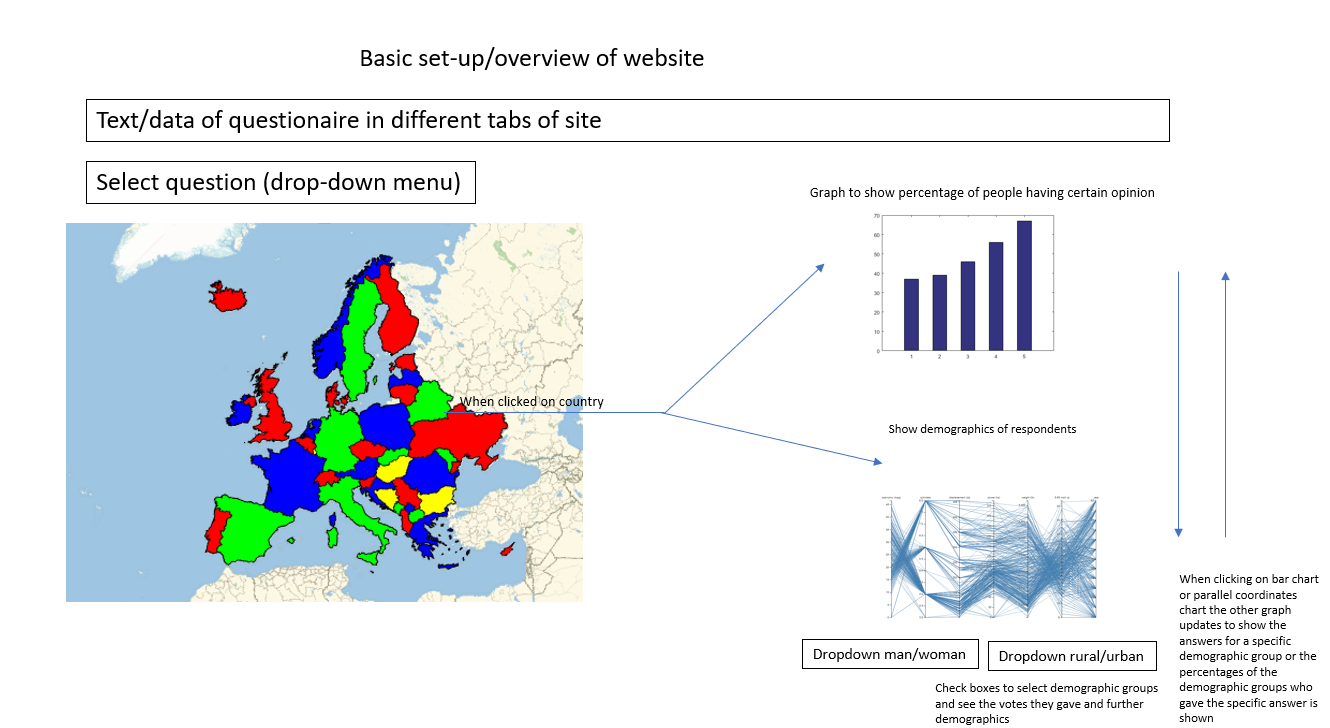 Basic set-up/overview of website
Text/data of questionaire in different tabs of site
Select question (drop-down menu)
Graph to show percentage of people having certain opinion
70
60
50
40
30
20
10
0
1 2 3 4 5
When clicked on country
Show demographics of respondents
Dropdown man/woman
Dropdown rural/urban
Check boxes to select demographic groups
and see the votes they gave and further
demographics
When clicking on bar chart
or parallel coordinates
chart the other graph
updates to show the
answers for a specific
demographic group or the
percentages of the
demographic groups who
gave the specific answer is
shown